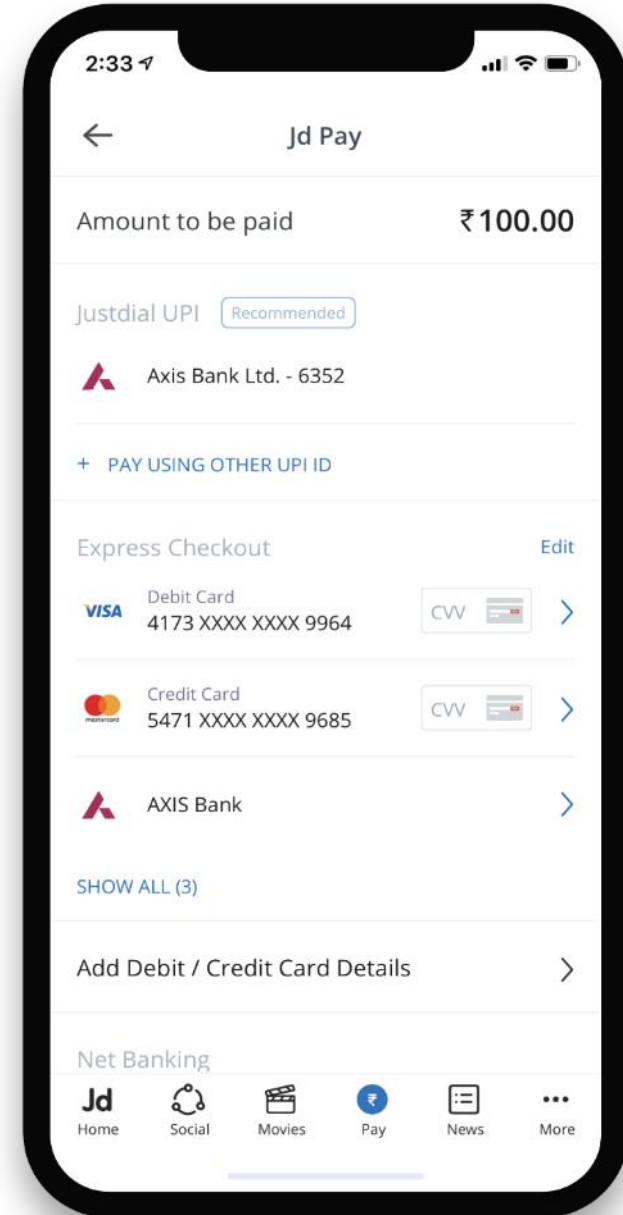 2:33
Jd Pay
Amount to be paid ₹100.00
Justdial UPI Recommended
Axis Bank Ltd. - 6352
+ PAY USING OTHER UPI ID
Express Checkout Edit
VISA Debit Card CVV
4173 XXXX XXXX 9964
mastercard Credit Card CVV
5471 XXXX XXXX 9685
AXIS Bank
SHOW ALL (3)
Add Debit / Credit Card Details
Net Banking
Jd ₹
Home Social Movies Pay News More